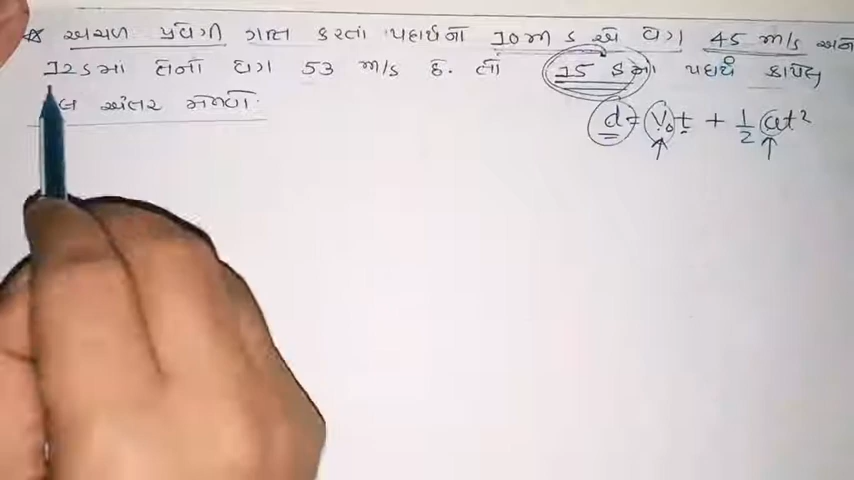 * અચળ પ્રવેગી ગતિ કરતા પદાર્થનો 10મી s એ વેગ 45 m/s અને
12sમાં તેનો વેગ 53 m/s છે. તો 15 sમાં પદાર્થે કાપેલ
અંતર મેળવો.
d = V₀t + 1/2 at²